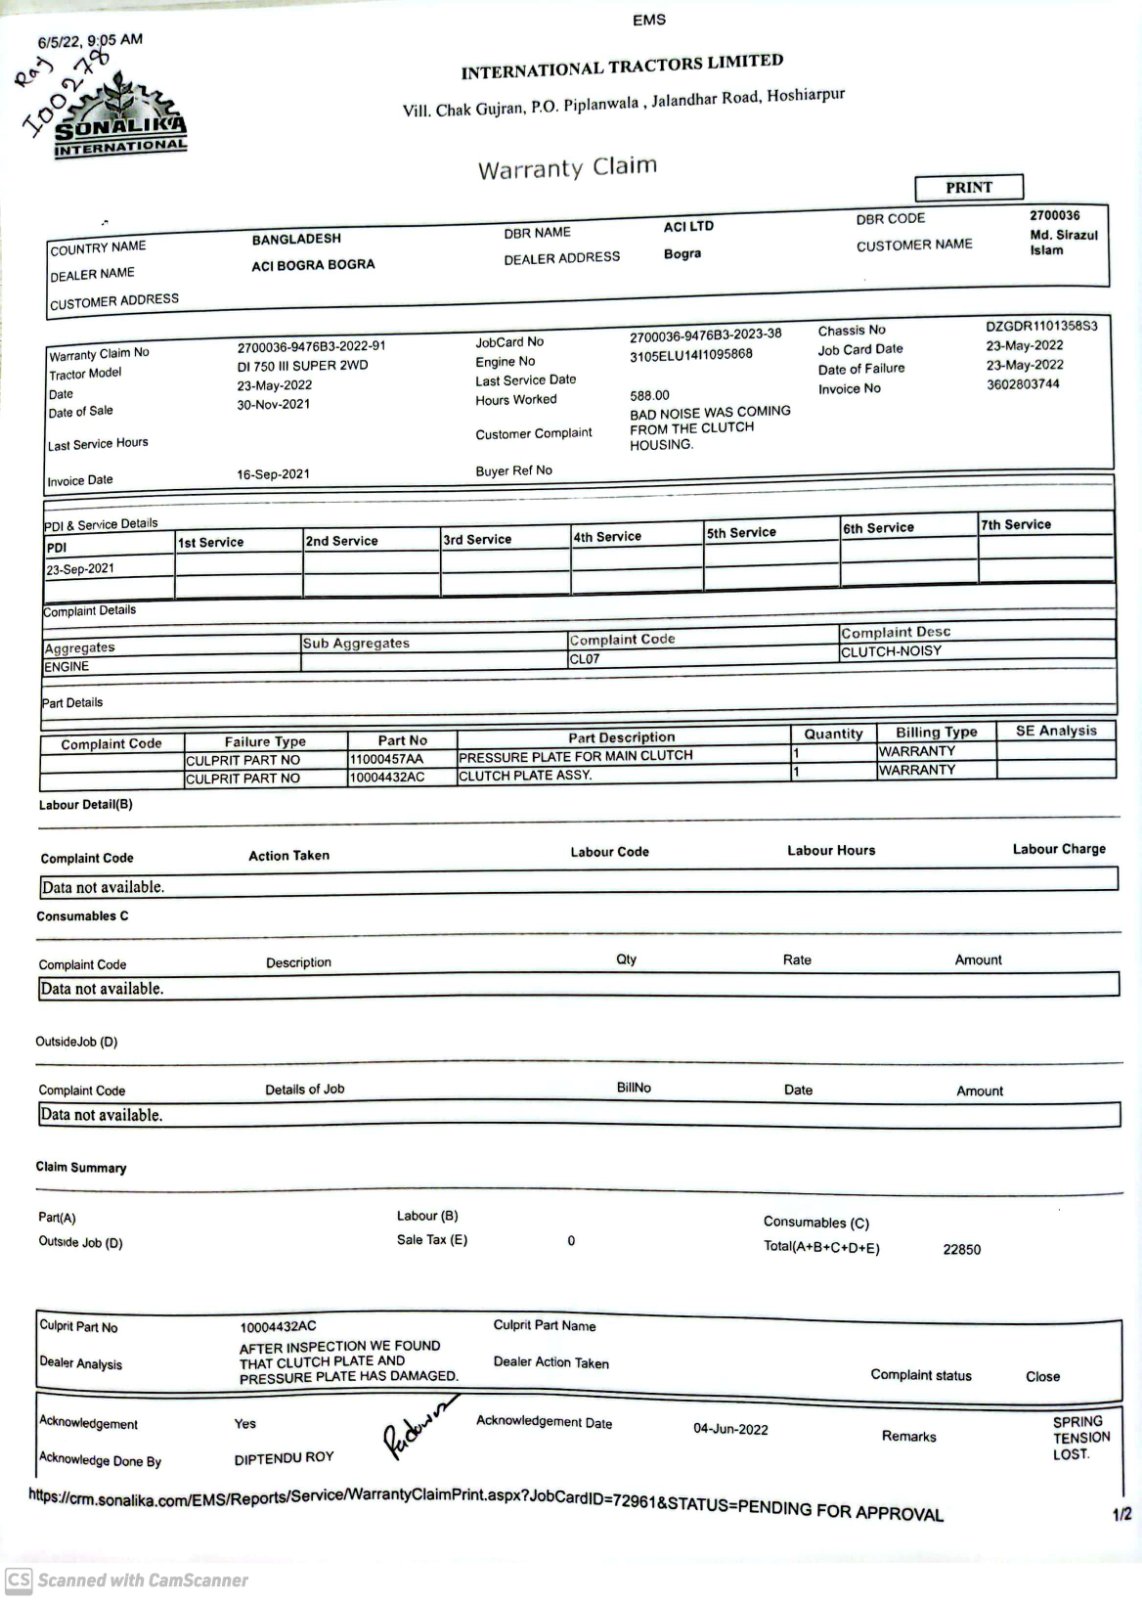 EMS
6/5/22, 9:05 AM
Ray
I00278
SONALIKA
INTERNATIONAL
INTERNATIONAL TRACTORS LIMITED
Vill. Chak Gujran, P.O. Piplanwala , Jalandhar Road, Hoshiarpur
Warranty Claim
PRINT
COUNTRY NAME BANGLADESH DBR NAME ACI LTD DBR CODE 2700036
DEALER NAME ACI BOGRA BOGRA DEALER ADDRESS Bogra CUSTOMER NAME Md. Sirazul Islam
CUSTOMER ADDRESS
Warranty Claim No 2700036-9476B3-2022-91 JobCard No 2700036-9476B3-2023-38 Chassis No DZGDR1101358S3
Tractor Model DI 750 III SUPER 2WD Engine No 3105ELU14I1095868 Job Card Date 23-May-2022
Date 23-May-2022 Last Service Date Date of Failure 23-May-2022
Date of Sale 30-Nov-2021 Hours Worked 588.00 Invoice No 3602803744
Last Service Hours Customer Complaint BAD NOISE WAS COMING
FROM THE CLUTCH
HOUSING.
Invoice Date 16-Sep-2021 Buyer Ref No
PDI & Service Details
PDI 1st Service 2nd Service 3rd Service 4th Service 5th Service 6th Service 7th Service
23-Sep-2021
Complaint Details
Aggregates Sub Aggregates Complaint Code Complaint Desc
ENGINE CL07 CLUTCH-NOISY
Part Details
Complaint Code Failure Type Part No Part Description Quantity Billing Type SE Analysis
CULPRIT PART NO 11000457AA PRESSURE PLATE FOR MAIN CLUTCH 1 WARRANTY
CULPRIT PART NO 10004432AC CLUTCH PLATE ASSY. 1 WARRANTY
Labour Detail(B)
Complaint Code Action Taken Labour Code Labour Hours Labour Charge
Data not available.
Consumables C
Complaint Code Description Qty Rate Amount
Data not available.
OutsideJob (D)
Complaint Code Details of Job BillNo Date Amount
Data not available.
Claim Summary
Part(A) Labour (B) Consumables (C)
Outside Job (D) Sale Tax (E) 0 Total(A+B+C+D+E) 22850
Culprit Part No 10004432AC Culprit Part Name
Dealer Analysis AFTER INSPECTION WE FOUND
THAT CLUTCH PLATE AND
PRESSURE PLATE HAS DAMAGED. Dealer Action Taken Complaint status Close
Acknowledgement Yes Acknowledgement Date 04-Jun-2022 Remarks SPRING
TENSION
LOST.
Acknowledge Done By DIPTENDU ROY
https://crm.sonalika.com/EMS/Reports/Service/WarrantyClaimPrint.aspx?JobCardID=72961&STATUS=PENDING FOR APPROVAL 1/2
CS Scanned with CamScanner